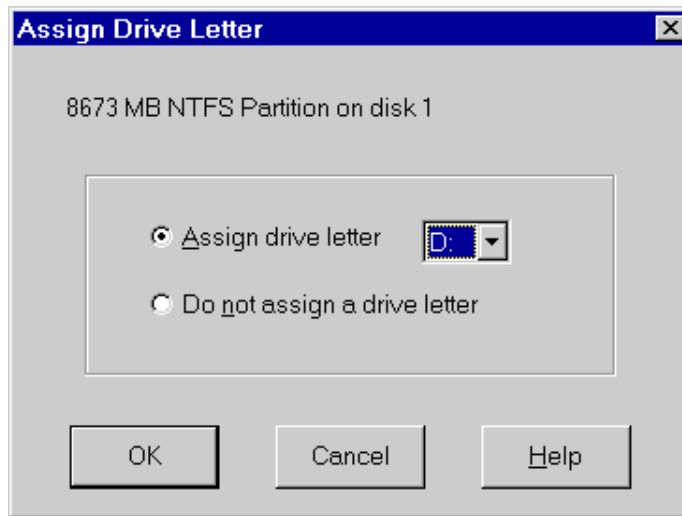 Assign Drive Letter
8673 MB NTFS Partition on disk 1
Assign drive letter D:
Do not assign a drive letter
OK Cancel Help